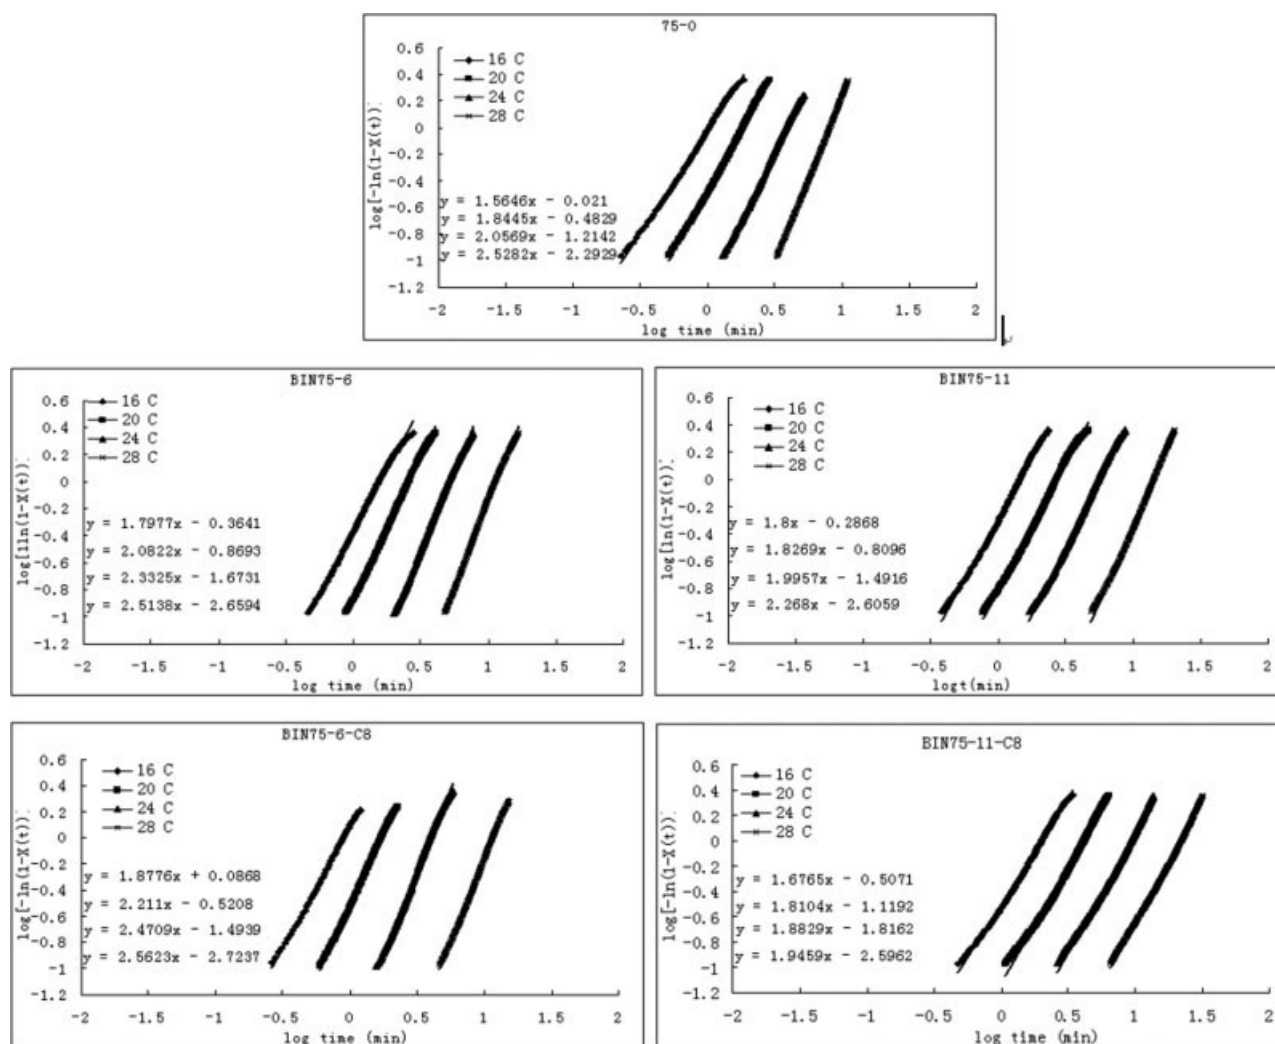 75-0
0.6
0.4
0.2
0
-0.2
-0.4
-0.6
-0.8
-1
-1.2
log[-ln(1-X(t))]
16 C
20 C
24 C
28 C
y = 1.5646x - 0.021
y = 1.8445x - 0.4829
y = 2.0569x - 1.2142
y = 2.5282x - 2.2929
-2 -1.5 -1 -0.5 0 0.5 1 1.5 2
log time (min)
BIN75-6
0.6
0.4
0.2
0
-0.2
-0.4
-0.6
-0.8
-1
-1.2
log[lln(1-X(t))]
16 C
20 C
24 C
28 C
y = 1.7977x - 0.3641
y = 2.0822x - 0.8693
y = 2.3325x - 1.6731
y = 2.5138x - 2.6594
-2 -1.5 -1 -0.5 0 0.5 1 1.5 2
log time (min)
BIN75-11
0.6
0.4
0.2
0
-0.2
-0.4
-0.6
-0.8
-1
-1.2
log[ln(1-X(t))]
16 C
20 C
24 C
28 C
y = 1.8x - 0.2868
y = 1.8269x - 0.8096
y = 1.9957x - 1.4916
y = 2.268x - 2.6059
-2 -1.5 -1 -0.5 0 0.5 1 1.5 2
logt(min)
BIN75-6-C8
0.6
0.4
0.2
0
-0.2
-0.4
-0.6
-0.8
-1
-1.2
log[-ln(1-X(t))]
16 C
20 C
24 C
28 C
y = 1.8776x + 0.0868
y = 2.211x - 0.5208
y = 2.4709x - 1.4939
y = 2.5623x - 2.7237
-2 -1.5 -1 -0.5 0 0.5 1 1.5 2
log time (min)
BIN75-11-C8
0.6
0.4
0.2
0
-0.2
-0.4
-0.6
-0.8
-1
-1.2
log[-ln(1-X(t))]
16 C
20 C
24 C
28 C
y = 1.6765x - 0.5071
y = 1.8104x - 1.1192
y = 1.8829x - 1.8162
y = 1.9459x - 2.5962
-2 -1.5 -1 -0.5 0 0.5 1 1.5 2
log time (min)